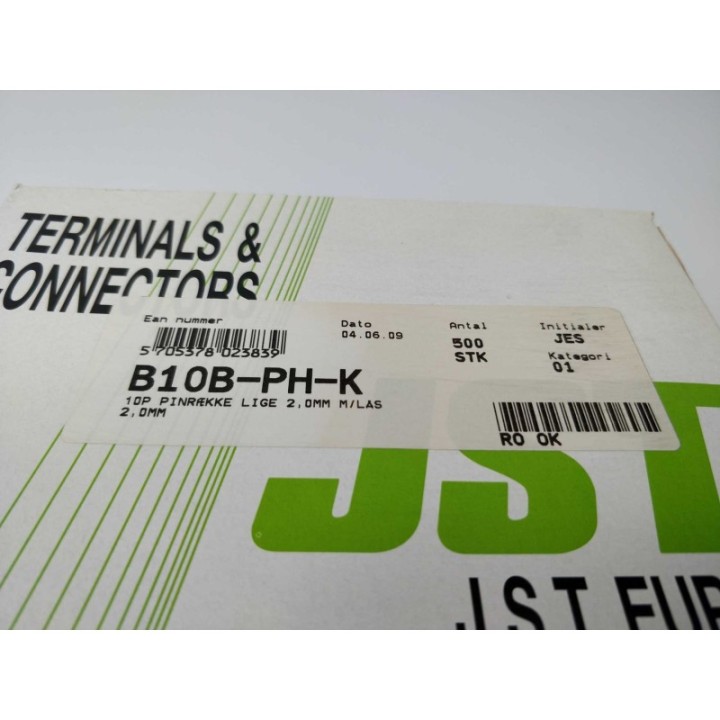 TERMINALS &
CONNECTORS
Ean nummer
5 705378 023839
Dato
04.06.09
Antal
500
STK
Initialer
JES
Kategori
01
B10B-PH-K
10P PINRÆKKE LIGE 2,0MM M/LAS
2,0MM
RO OK
JST
J.S.T. EUR